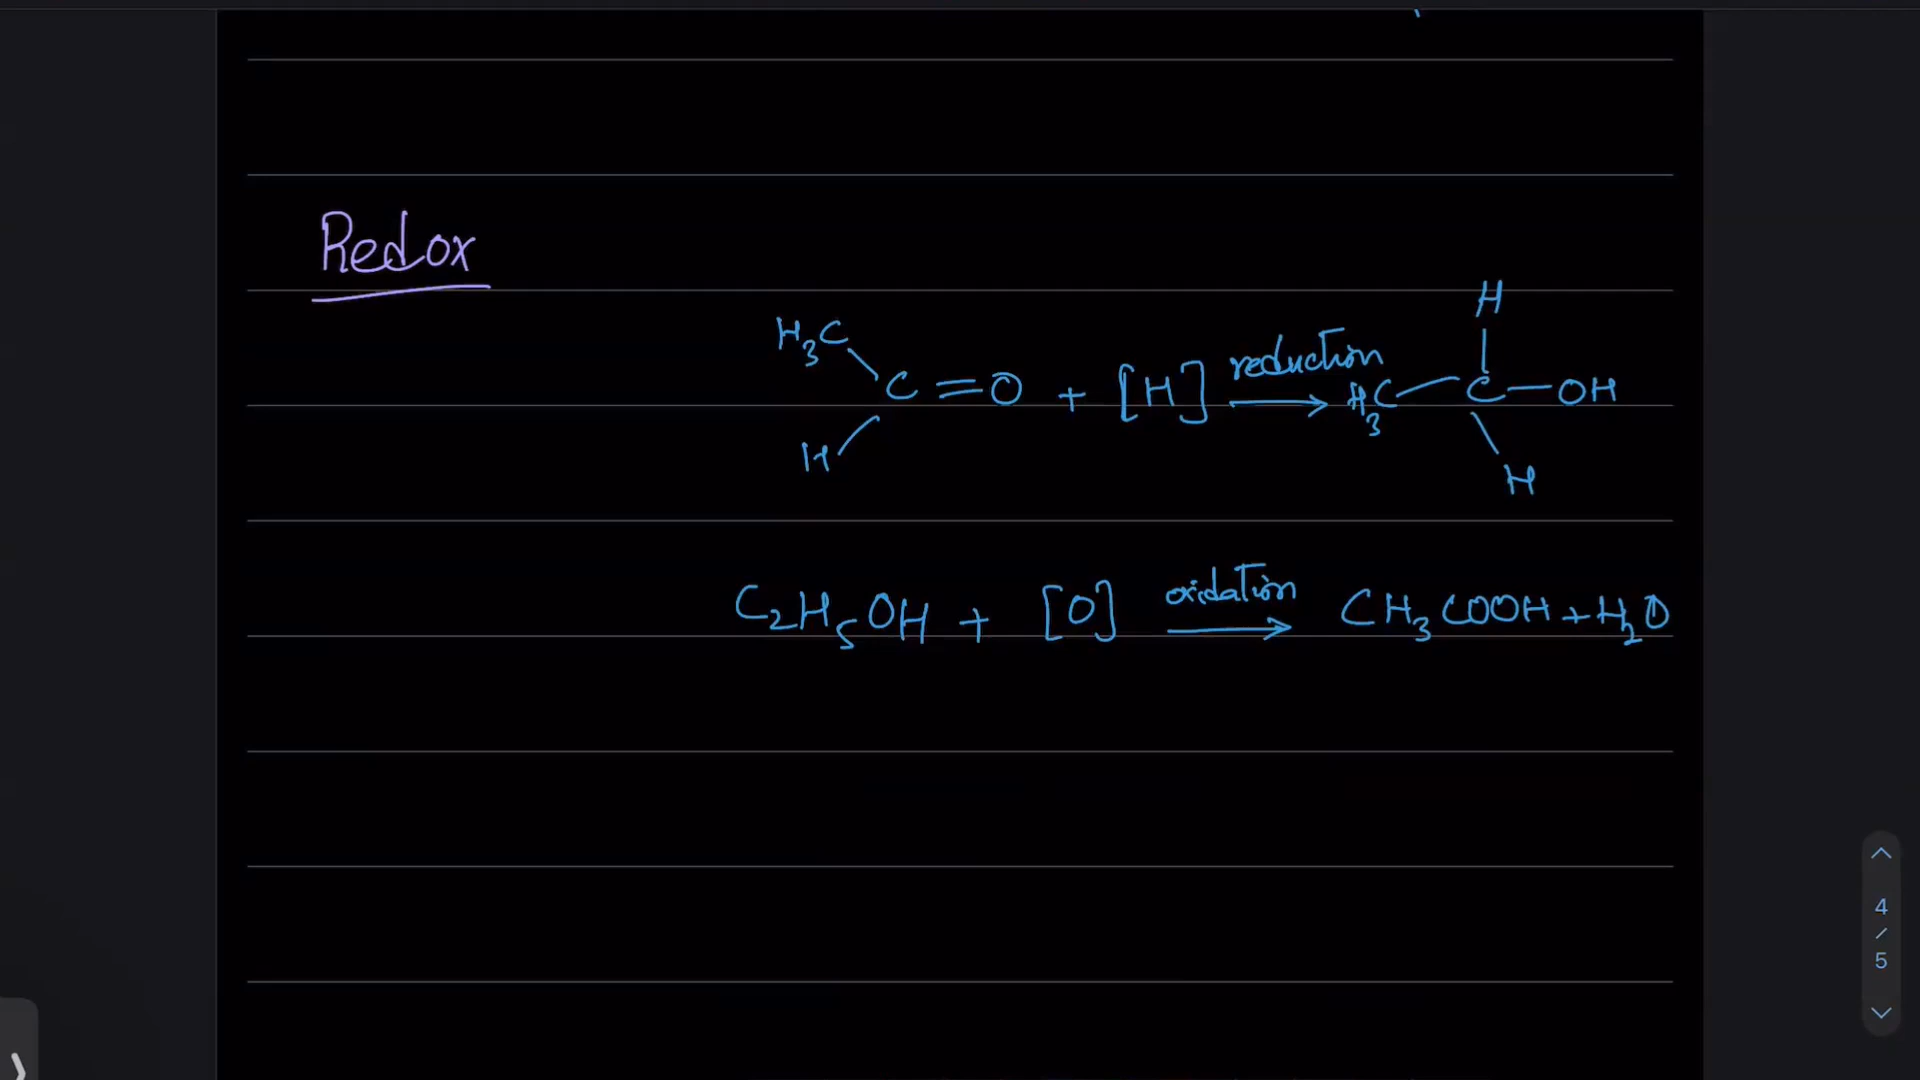 Redox
H
H3C
C=O + [H] reduction → H3C-C-OH
H
H
C2H5OH + [O] oxidation → CH3COOH + H2O
4
/
5